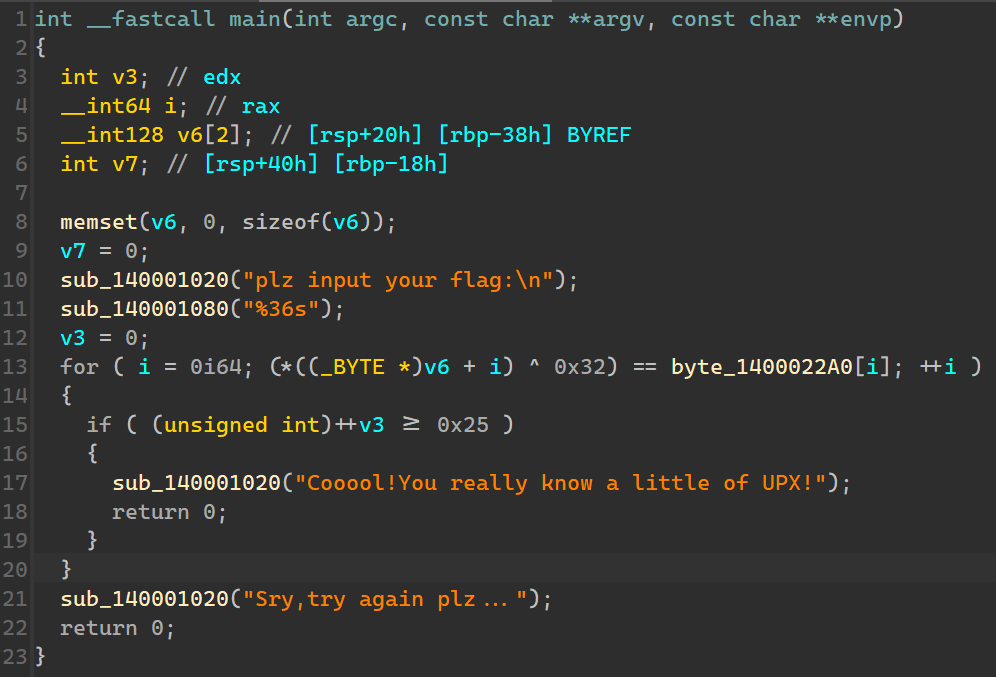 1 int __fastcall main(int argc, const char **argv, const char **envp)
2 {
3   int v3; // edx
4   __int64 i; // rax
5   __int128 v6[2]; // [rsp+20h] [rbp-38h] BYREF
6   int v7; // [rsp+40h] [rbp-18h]
7
8   memset(v6, 0, sizeof(v6));
9   v7 = 0;
10   sub_140001020("plz input your flag:\n");
11   sub_140001080("%36s");
12   v3 = 0;
13   for ( i = 0i64; (*((_BYTE *)v6 + i) ^ 0x32) == byte_1400022A0[i]; ++i )
14   {
15     if ( (unsigned int)++v3 ≥ 0x25 )
16     {
17       sub_140001020("Cooool!You really know a little of UPX!");
18       return 0;
19     }
20   }
21   sub_140001020("Sry,try again plz...");
22   return 0;
23 }